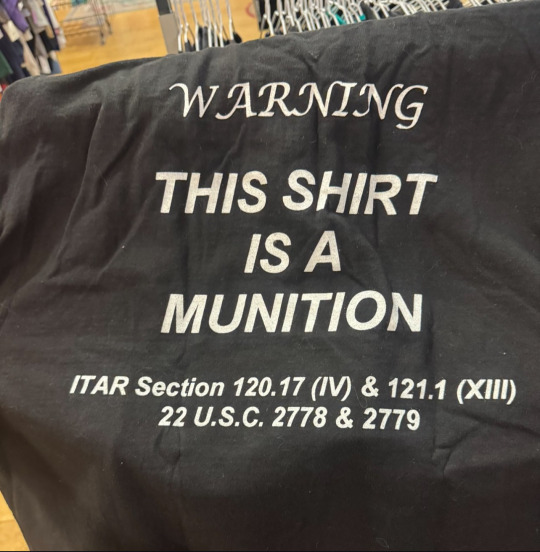 WARNING
THIS SHIRT
IS A
MUNITION
ITAR Section 120.17 (IV) & 121.1 (XIII)
22 U.S.C. 2778 & 2779